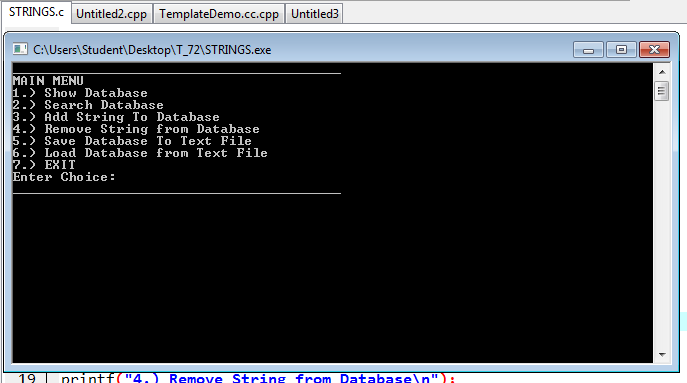 STRINGS.c Untitled2.cpp TemplateDemo.cc.cpp Untitled3
C:\Users\Student\Desktop\T_72\STRINGS.exe
MAIN MENU
1.) Show Database
2.) Search Database
3.) Add String To Database
4.) Remove String from Database
5.) Save Database To Text File
6.) Load Database from Text File
7.) EXIT
Enter Choice:
19 printf("4.) Remove String from Database\n");